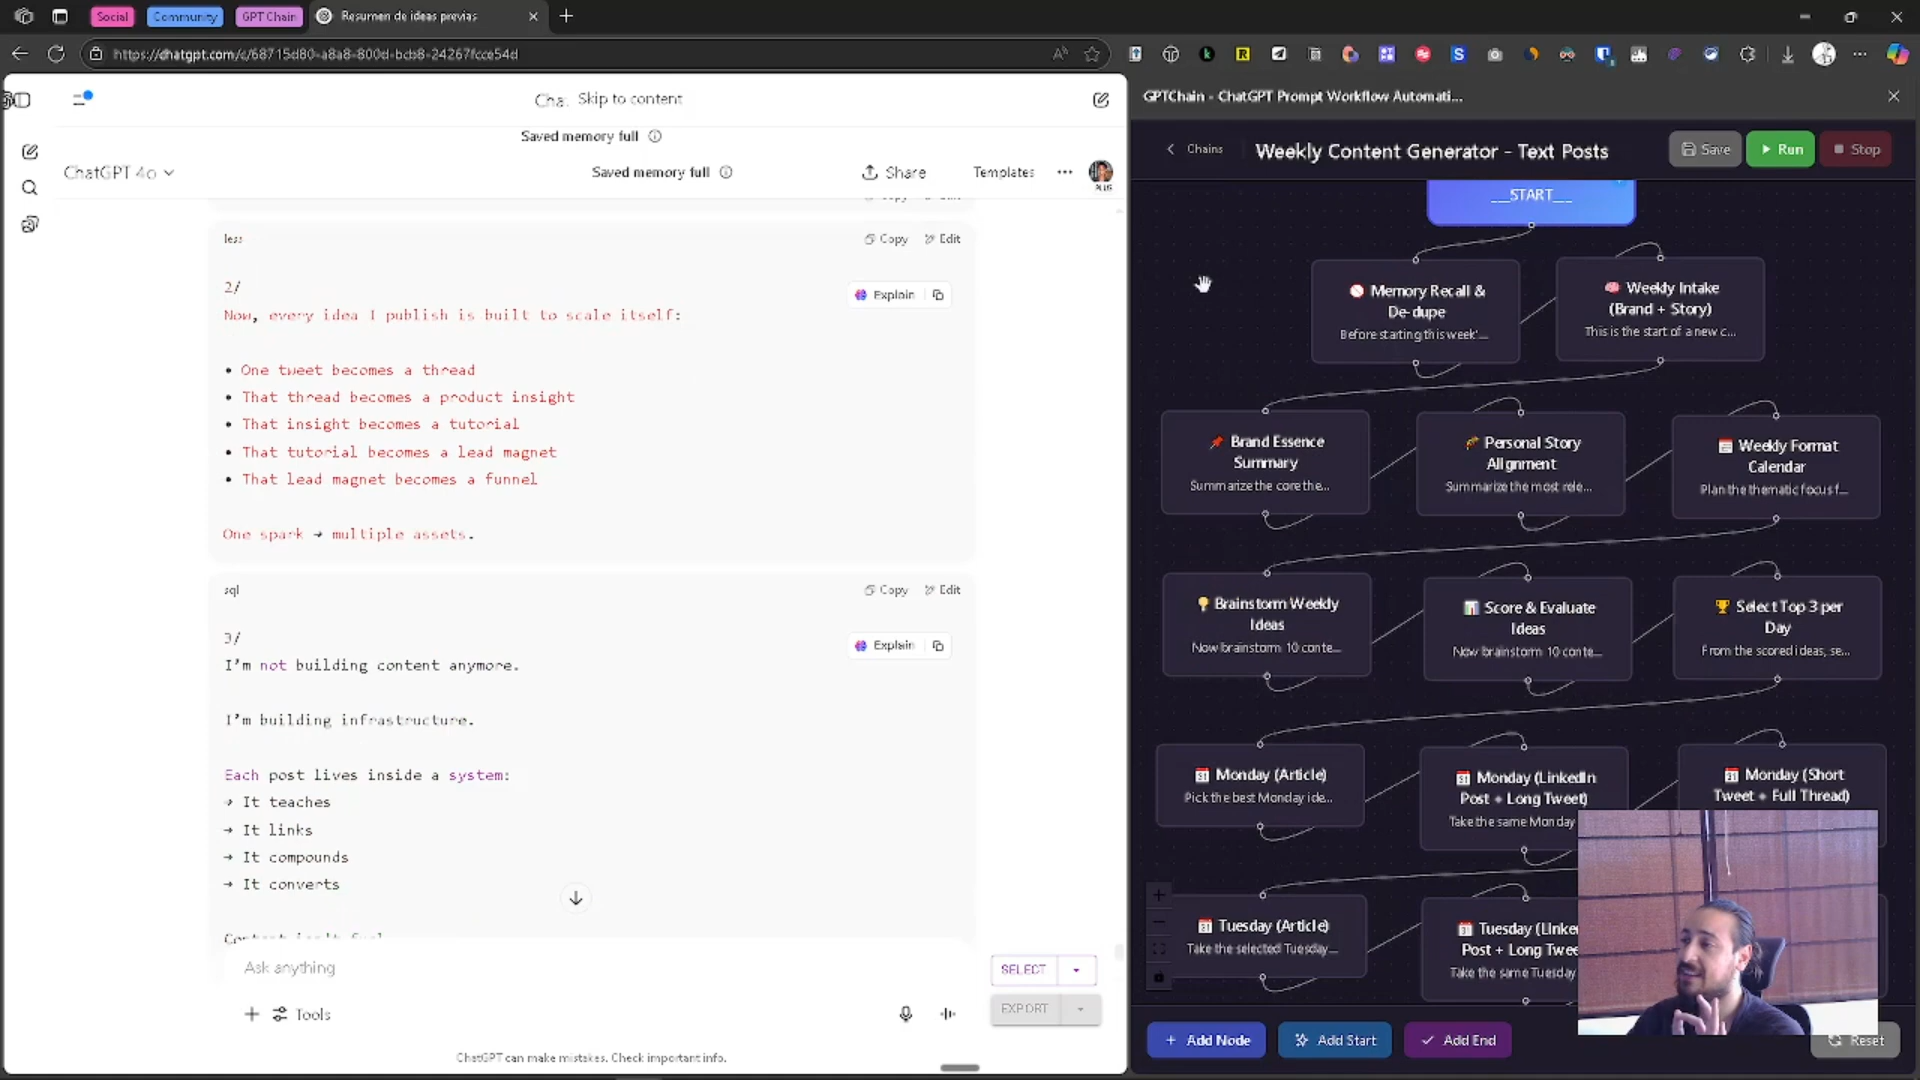 Social
Community
GPT Chain
Resumen de ideas previas
https://chatgpt.com/c/68715d80-a8a8-800d-bcb8-24267fcce54d
Cha
Skip to content
Saved memory full
ChatGPT 4o
Saved memory full
Share
Templates
PLUS
less
Copy
Edit
Explain
2/
Now, every idea I publish is built to scale itself:
• One tweet becomes a thread
• That thread becomes a product insight
• That insight becomes a tutorial
• That tutorial becomes a lead magnet
• That lead magnet becomes a funnel
One spark → multiple assets.
sql
Copy
Edit
Explain
3/
I'm not building content anymore.
I'm building infrastructure.
Each post lives inside a system:
→ It teaches
→ It links
→ It compounds
→ It converts
Ask anything
SELECT
EXPORT
Tools
ChatGPT can make mistakes. Check important info.
GPTChain - ChatGPT Prompt Workflow Automati...
Chains
Weekly Content Generator - Text Posts
Save
Run
Stop
__START__
Memory Recall &
De-dupe
Before starting this week'...
Weekly Intake
(Brand + Story)
This is the start of a new c...
Brand Essence
Summary
Summarize the core the...
Personal Story
Alignment
Summarize the most rele...
Weekly Format
Calendar
Plan the thematic focus f...
Brainstorm Weekly
Ideas
Now brainstorm 10 conte...
Score & Evaluate
Ideas
Now brainstorm 10 conte...
Select Top 3 per
Day
From the scored ideas, se...
Monday (Article)
Pick the best Monday ide...
Monday (LinkedIn
Post + Long Tweet)
Take the same Monday
Monday (Short
Tweet + Full Thread)
Tuesday (Article)
Take the selected Tuesday...
Tuesday (Linke
Post + Long Twee
Take the same Tuesday
+ Add Node
Add Start
Add End
Reset